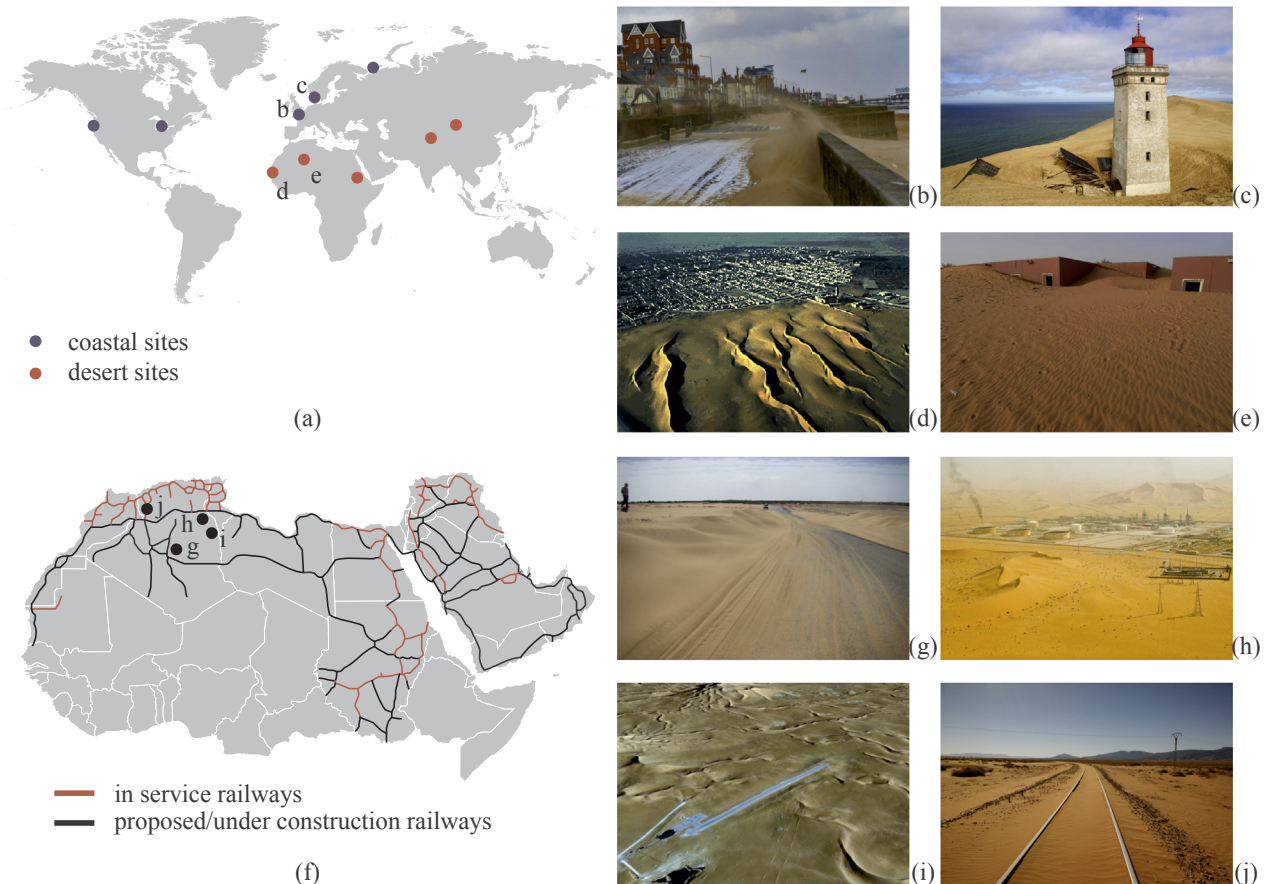 c
b
e
d
coastal sites
desert sites
(a)
(b)
(c)
(d)
(e)
j
h
i
g
in service railways
proposed/under construction railways
(f)
(g)
(h)
(i)
(j)